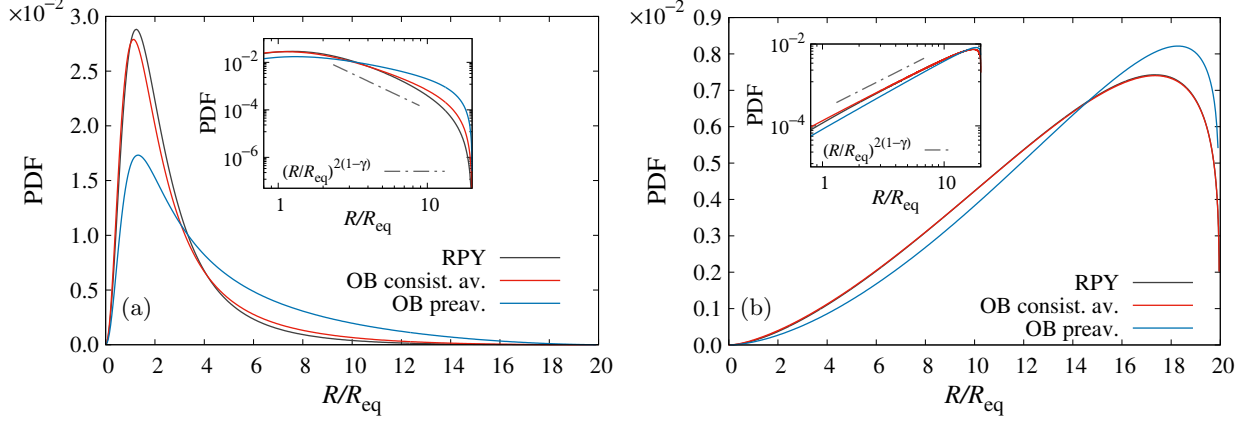 ×10⁻²
3.0
2.5
2.0
1.5
1.0
0.5
0.0
PDF
0 2 4 6 8 10 12 14 16 18 20
R/R_eq
(a)
RPY
OB consist. av.
OB preav.
10⁻²
10⁻⁴
10⁻⁶
PDF
(R/R_eq)^2(1−γ)
1 10
R/R_eq
×10⁻²
0.9
0.8
0.7
0.6
0.5
0.4
0.3
0.2
0.1
0.0
PDF
0 2 4 6 8 10 12 14 16 18 20
R/R_eq
(b)
RPY
OB consist. av.
OB preav.
10⁻²
10⁻⁴
PDF
(R/R_eq)^2(1−γ)
1 10
R/R_eq